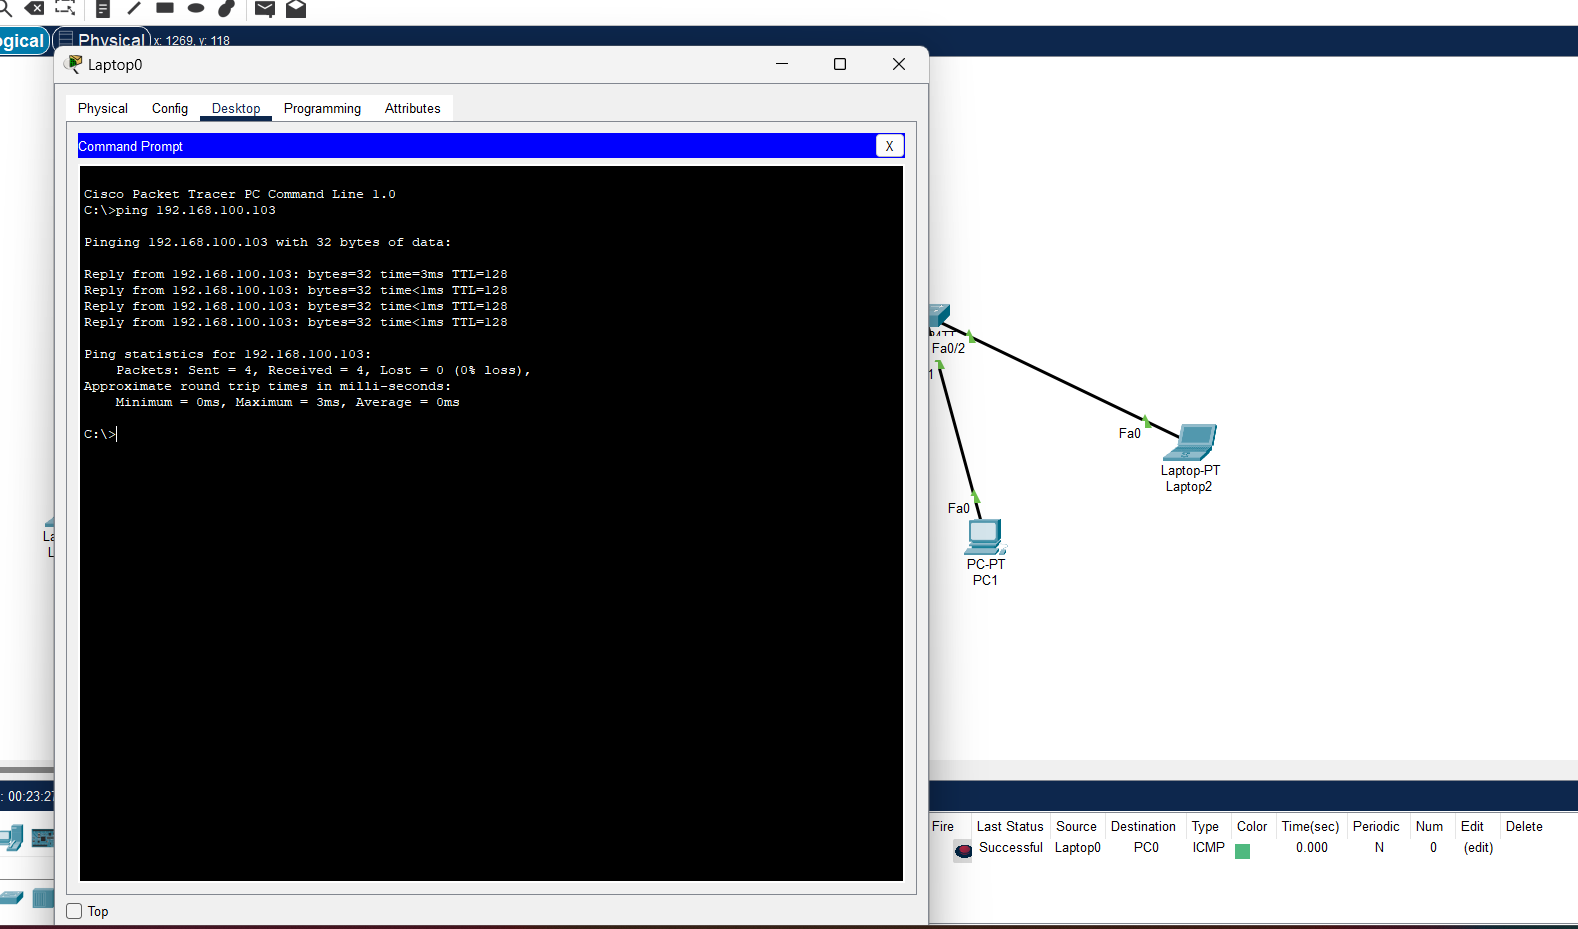 gical
Physical
x: 1269, y: 118
Laptop0
Physical
Config
Desktop
Programming
Attributes
Command Prompt
X
Cisco Packet Tracer PC Command Line 1.0
C:\>ping 192.168.100.103
Pinging 192.168.100.103 with 32 bytes of data:
Reply from 192.168.100.103: bytes=32 time=3ms TTL=128
Reply from 192.168.100.103: bytes=32 time<1ms TTL=128
Reply from 192.168.100.103: bytes=32 time<1ms TTL=128
Reply from 192.168.100.103: bytes=32 time<1ms TTL=128
Ping statistics for 192.168.100.103:
Packets: Sent = 4, Received = 4, Lost = 0 (0% loss),
Approximate round trip times in milli-seconds:
Minimum = 0ms, Maximum = 3ms, Average = 0ms
C:\>
Fa0/2
1
Fa0
Laptop-PT
Laptop2
Fa0
PC-PT
PC1
La
L
: 00:23:27
Fire Last Status Source Destination Type Color Time(sec) Periodic Num Edit Delete
Successful Laptop0 PC0 ICMP 0.000 N 0 (edit)
Top